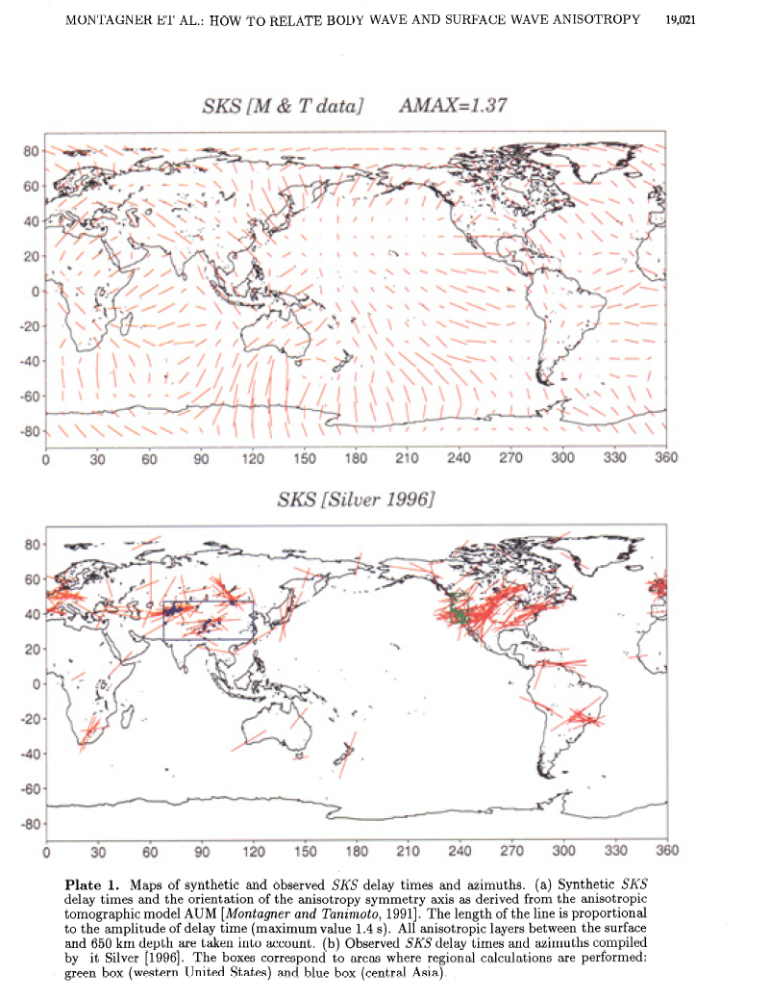 MONTAGNER ET AL.: HOW TO RELATE BODY WAVE AND SURFACE WAVE ANISOTROPY 19,021
SKS [M & T data] AMAX=1.37
80
60
40
20
0
-20
-40
-60
-80
0 30 60 90 120 150 180 210 240 270 300 330 360
SKS [Silver 1996]
80
60
40
20
0
-20
-40
-60
-80
0 30 60 90 120 150 180 210 240 270 300 330 360
Plate 1. Maps of synthetic and observed SKS delay times and azimuths. (a) Synthetic SKS
delay times and the orientation of the anisotropy symmetry axis as derived from the anisotropic
tomographic model AUM [Montagner and Tanimoto, 1991]. The length of the line is proportional
to the amplitude of delay time (maximum value 1.4 s). All anisotropic layers between the surface
and 650 km depth are taken into account. (b) Observed SKS delay times and azimuths compiled
by it Silver [1996]. The boxes correspond to areas where regional calculations are performed:
green box (western United States) and blue box (central Asia).